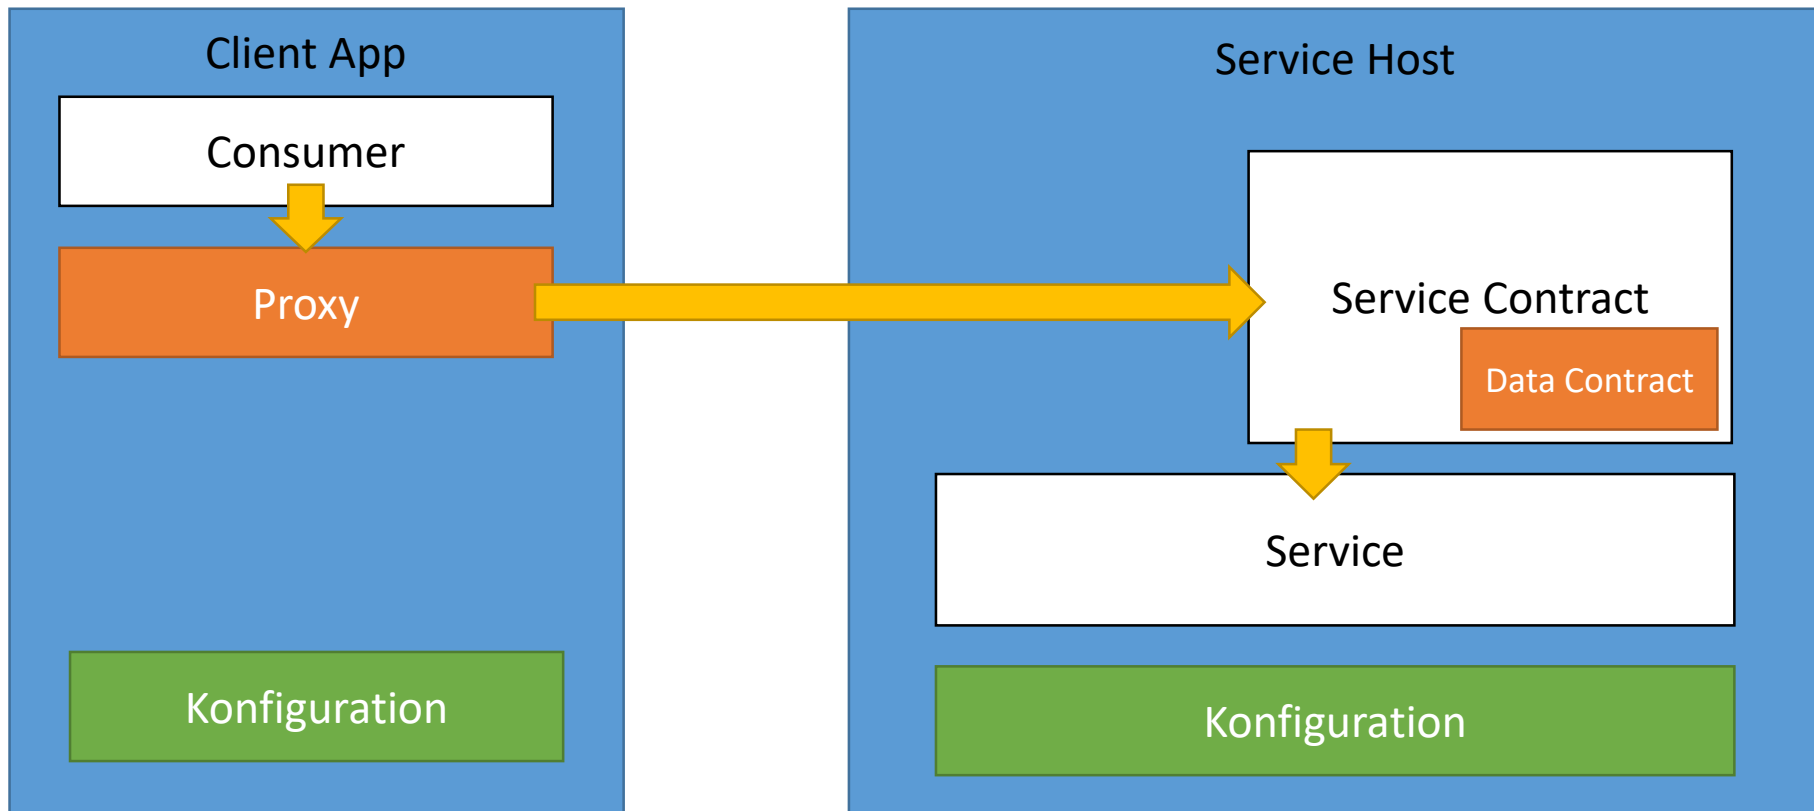 Client App
Consumer
Proxy
Konfiguration
Service Host
Service Contract
Data Contract
Service
Konfiguration